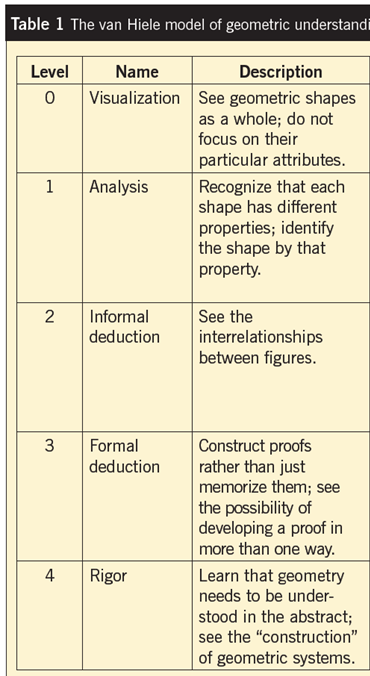 Table 1 The van Hiele model of geometric understandi
Level Name Description
0 Visualization See geometric shapes
as a whole; do not
focus on their
particular attributes.
1 Analysis Recognize that each
shape has different
properties; identify
the shape by that
property.
2 Informal See the
deduction interrelationships
between figures.
3 Formal Construct proofs
deduction rather than just
memorize them; see
the possibility of
developing a proof in
more than one way.
4 Rigor Learn that geometry
needs to be under-
stood in the abstract;
see the “construction”
of geometric systems.